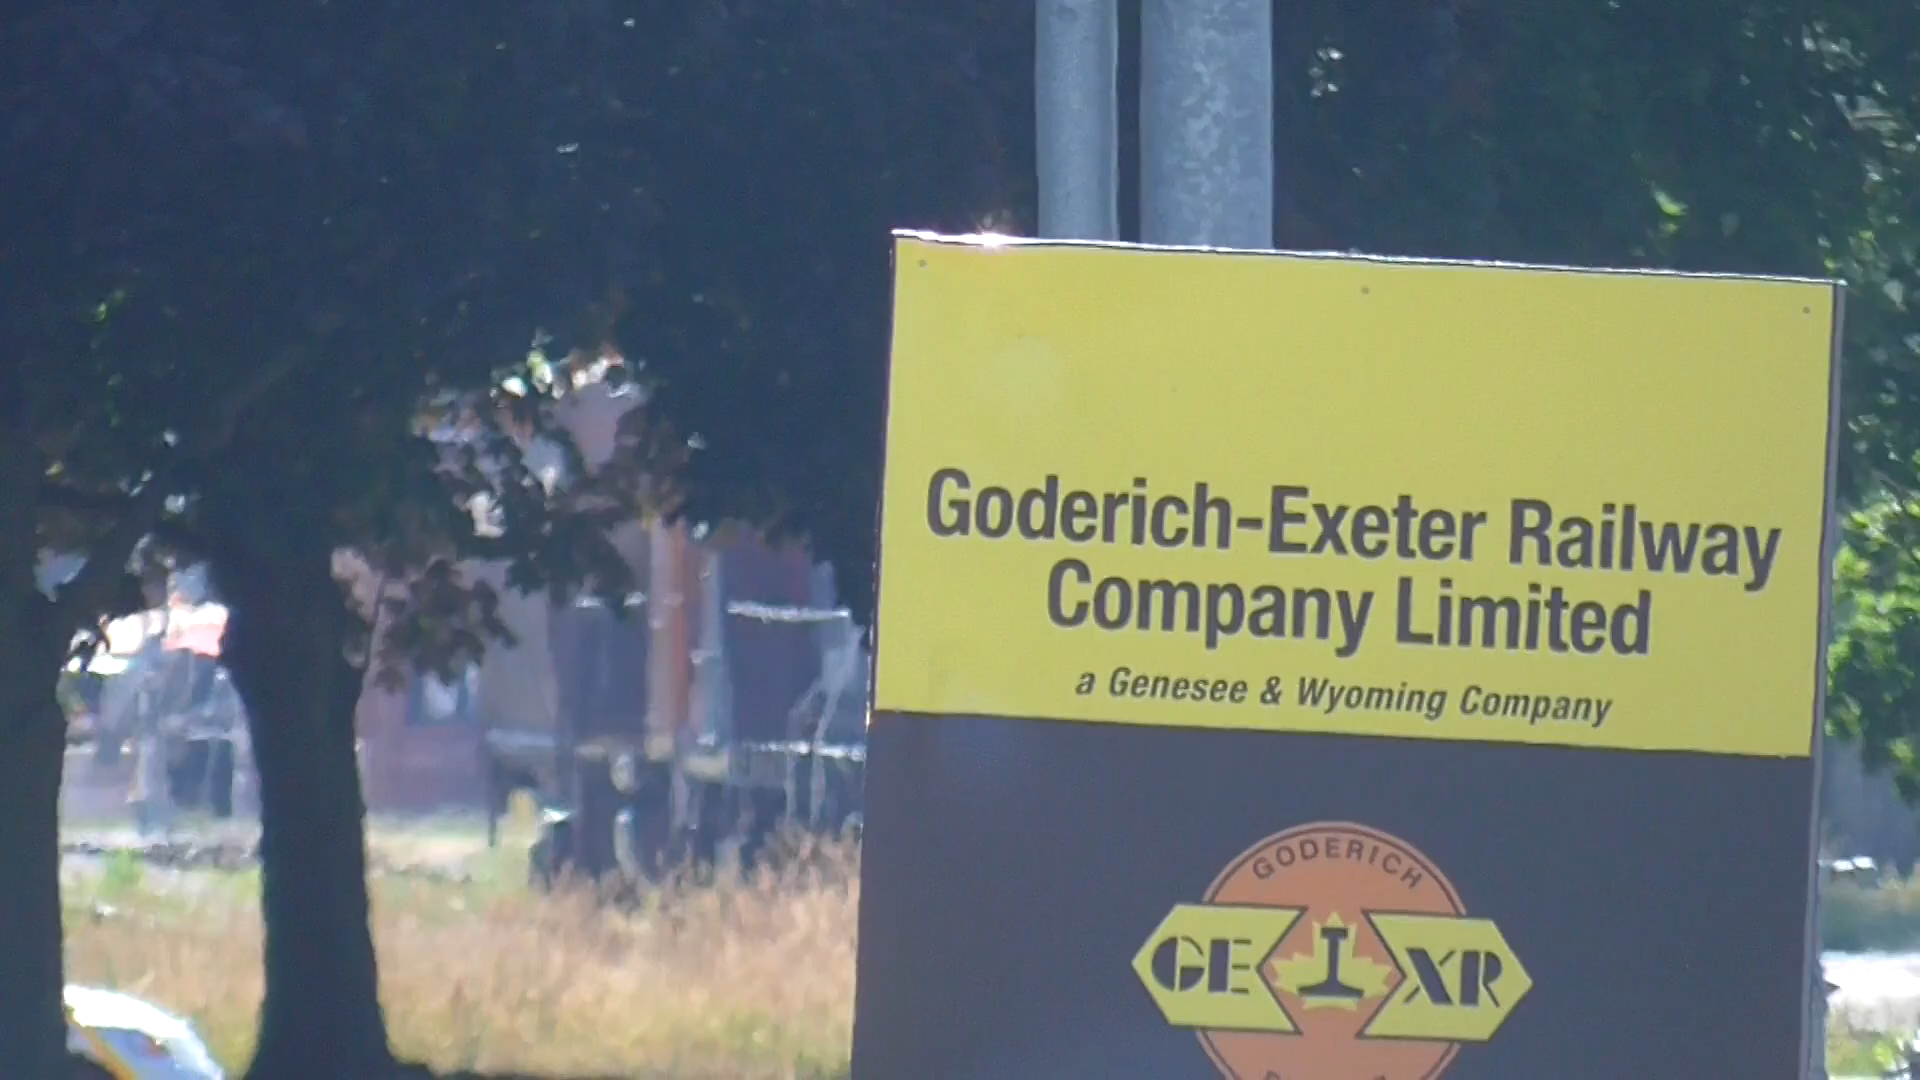 Goderich-Exeter Railway
Company Limited
a Genesee & Wyoming Company
GODERICH
GE XR